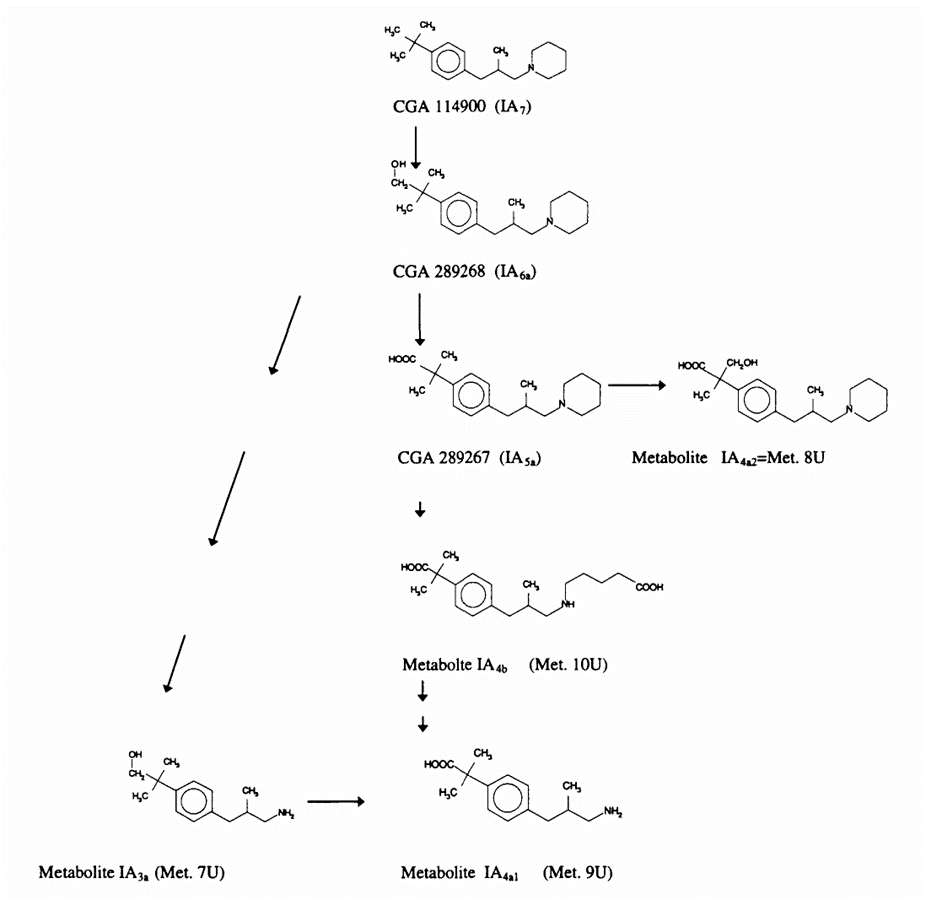 H₃C CH₃
H₃C
CH₃
N
CGA 114900 (IA₇)
OH
CH₂ CH₃
H₃C
CH₃
N
CGA 289268 (IA₆ₐ)
HOOC CH₃
H₃C
CH₃
N
CGA 289267 (IA₅ₐ)
HOOC CH₂OH
H₃C
CH₃
N
Metabolite IA₄ₐ₂=Met. 8U
HOOC CH₃
H₃C
CH₃
NH
COOH
Metabolte IA₄b (Met. 10U)
OH
CH₂ CH₃
H₃C
CH₃
NH₂
Metabolite IA₃ₐ (Met. 7U)
HOOC CH₃
H₃C
CH₃
NH₂
Metabolite IA₄ₐ₁ (Met. 9U)